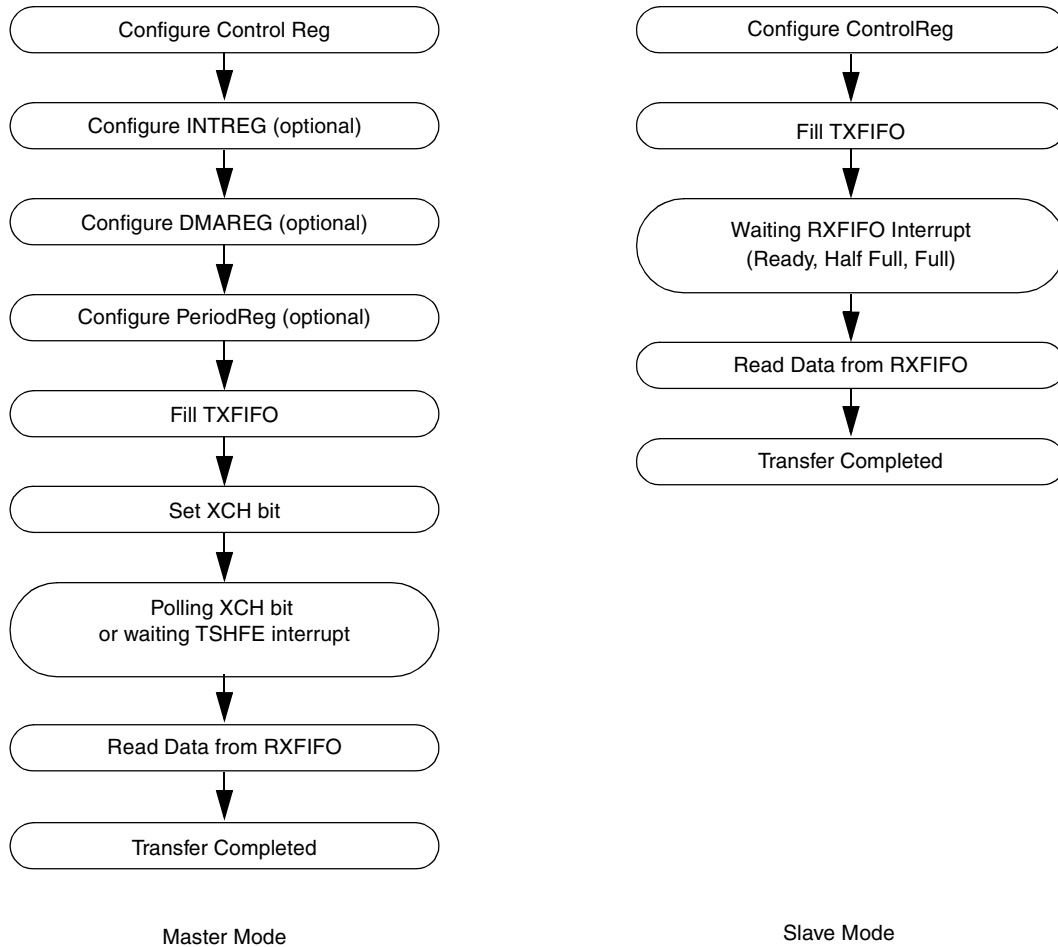 Configure Control Reg
Configure INTREG (optional)
Configure DMAREG (optional)
Configure PeriodReg (optional)
Fill TXFIFO
Set XCH bit
Polling XCH bit
or waiting TSHFE interrupt
Read Data from RXFIFO
Transfer Completed
Master Mode
Configure ControlReg
Fill TXFIFO
Waiting RXFIFO Interrupt
(Ready, Half Full, Full)
Read Data from RXFIFO
Transfer Completed
Slave Mode